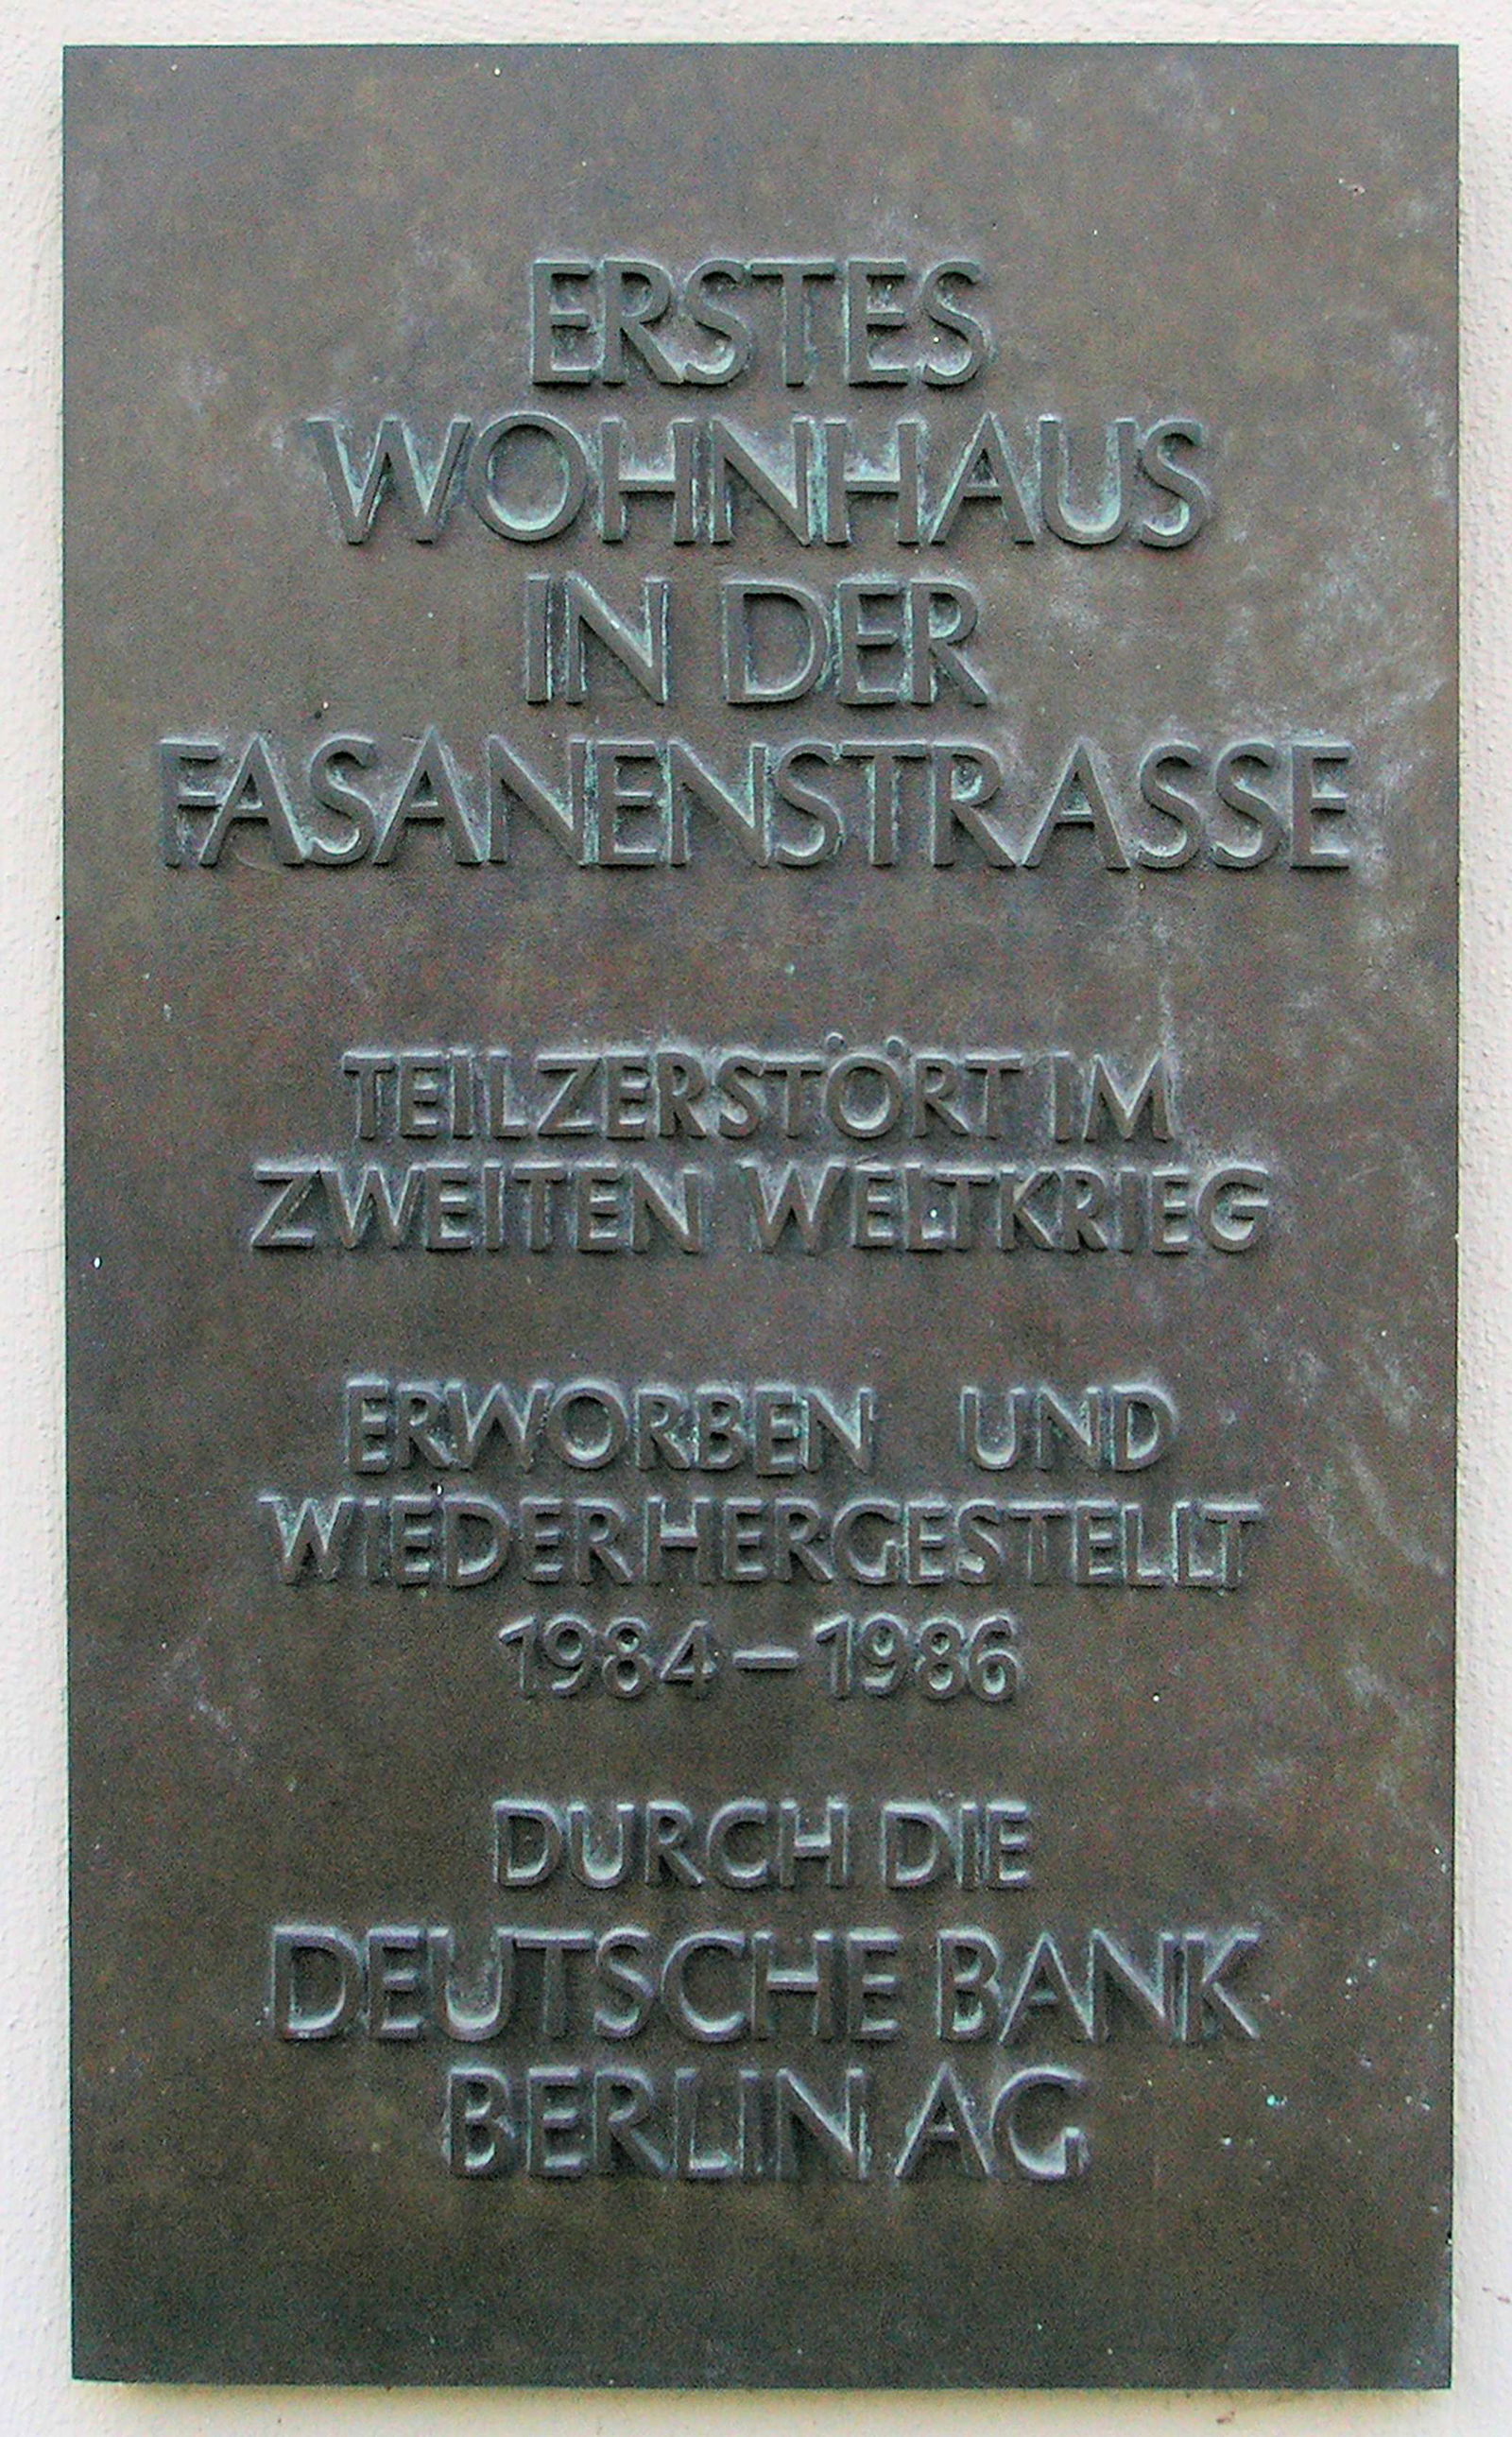 ERSTES
WOHNHAUS
IN DER
FASANENSTRASSE
TEILZERSTÖRT IM
ZWEITEN WELTKRIEG
ERWORBEN UND
WIEDERHERGESTELLT
1984–1986
DURCH DIE
DEUTSCHE BANK
BERLIN AG